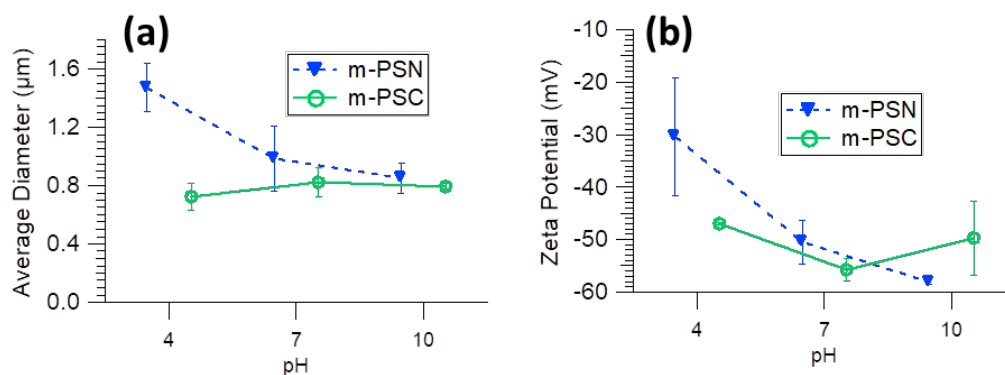 (a)
m-PSN
m-PSC
Average Diameter (μm)
1.6
1.2
0.8
0.4
0.0
4 7 10
pH
(b)
m-PSN
m-PSC
Zeta Potential (mV)
-10
-20
-30
-40
-50
-60
4 7 10
pH